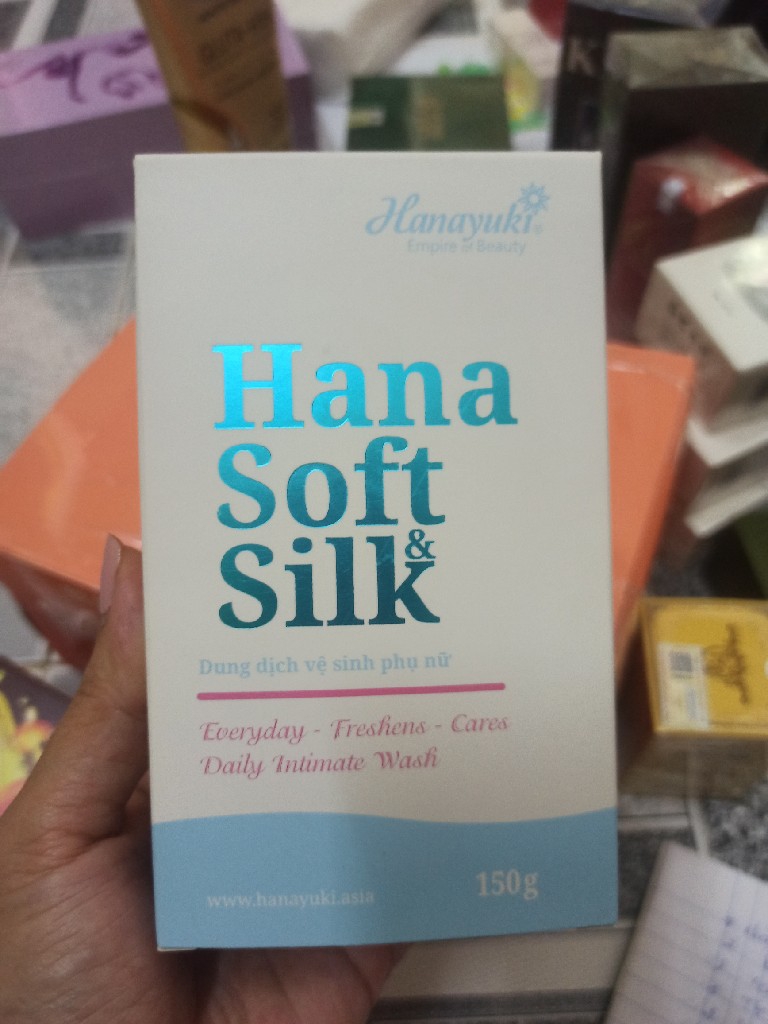 Hanayuki®
Empire of Beauty
Hana
Soft
&
Silk
Dung dịch vệ sinh phụ nữ
Everyday - Freshens - Cares
Daily Intimate Wash
www.hanayuki.asia
150g
K